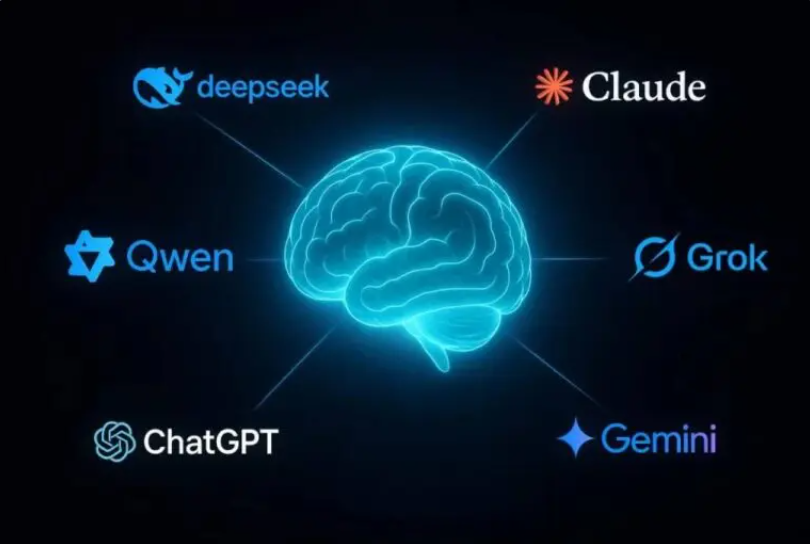 deepseek
Claude
Qwen
Grok
ChatGPT
Gemini